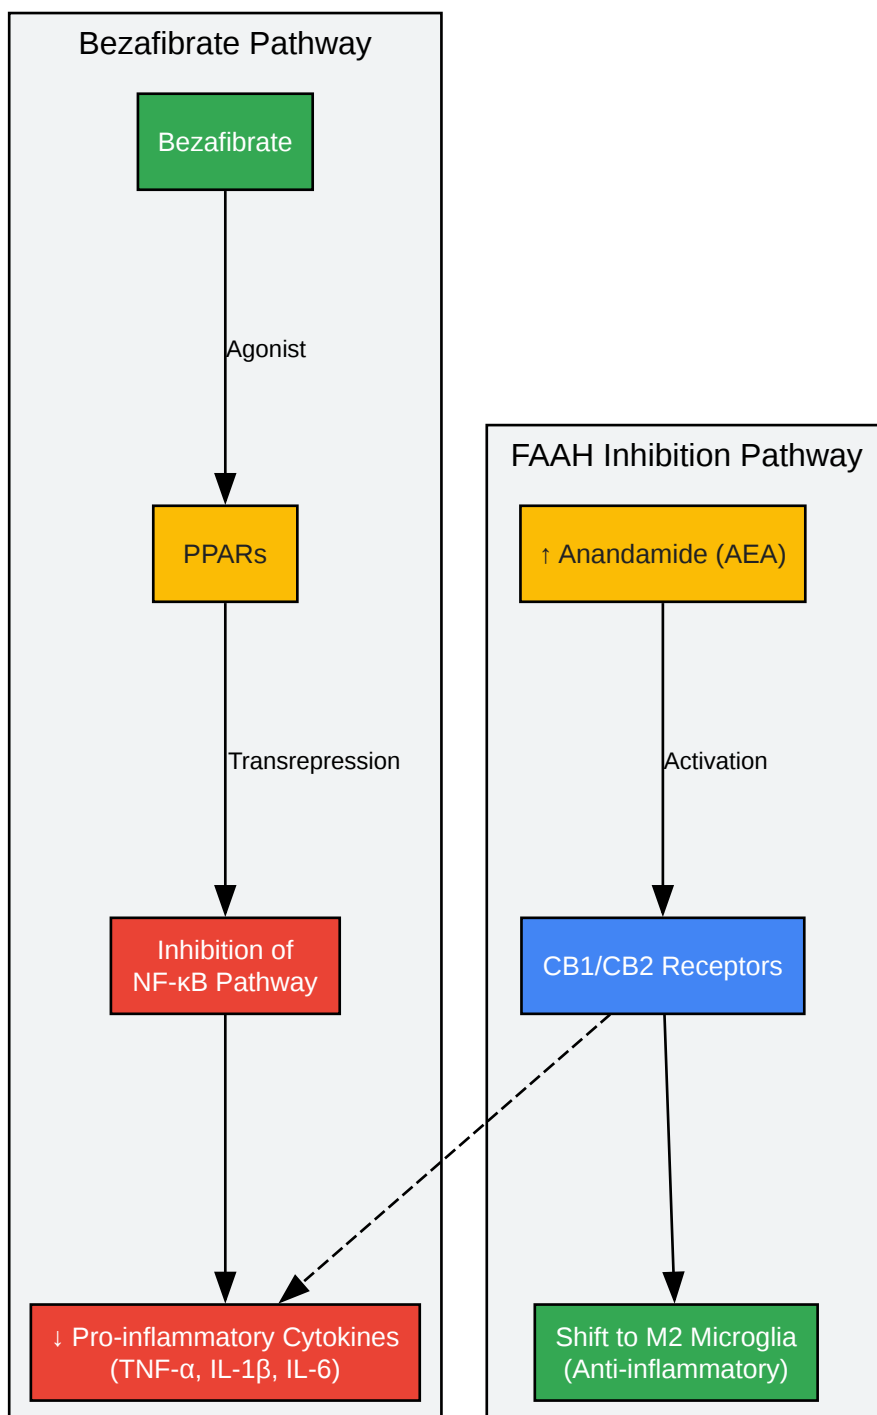 Bezafibrate Pathway
Bezafibrate
Agonist
PPARs
Transrepression
Inhibition of
NF-κB Pathway
↓ Pro-inflammatory Cytokines
(TNF-α, IL-1β, IL-6)
FAAH Inhibition Pathway
↑ Anandamide (AEA)
Activation
CB1/CB2 Receptors
Shift to M2 Microglia
(Anti-inflammatory)